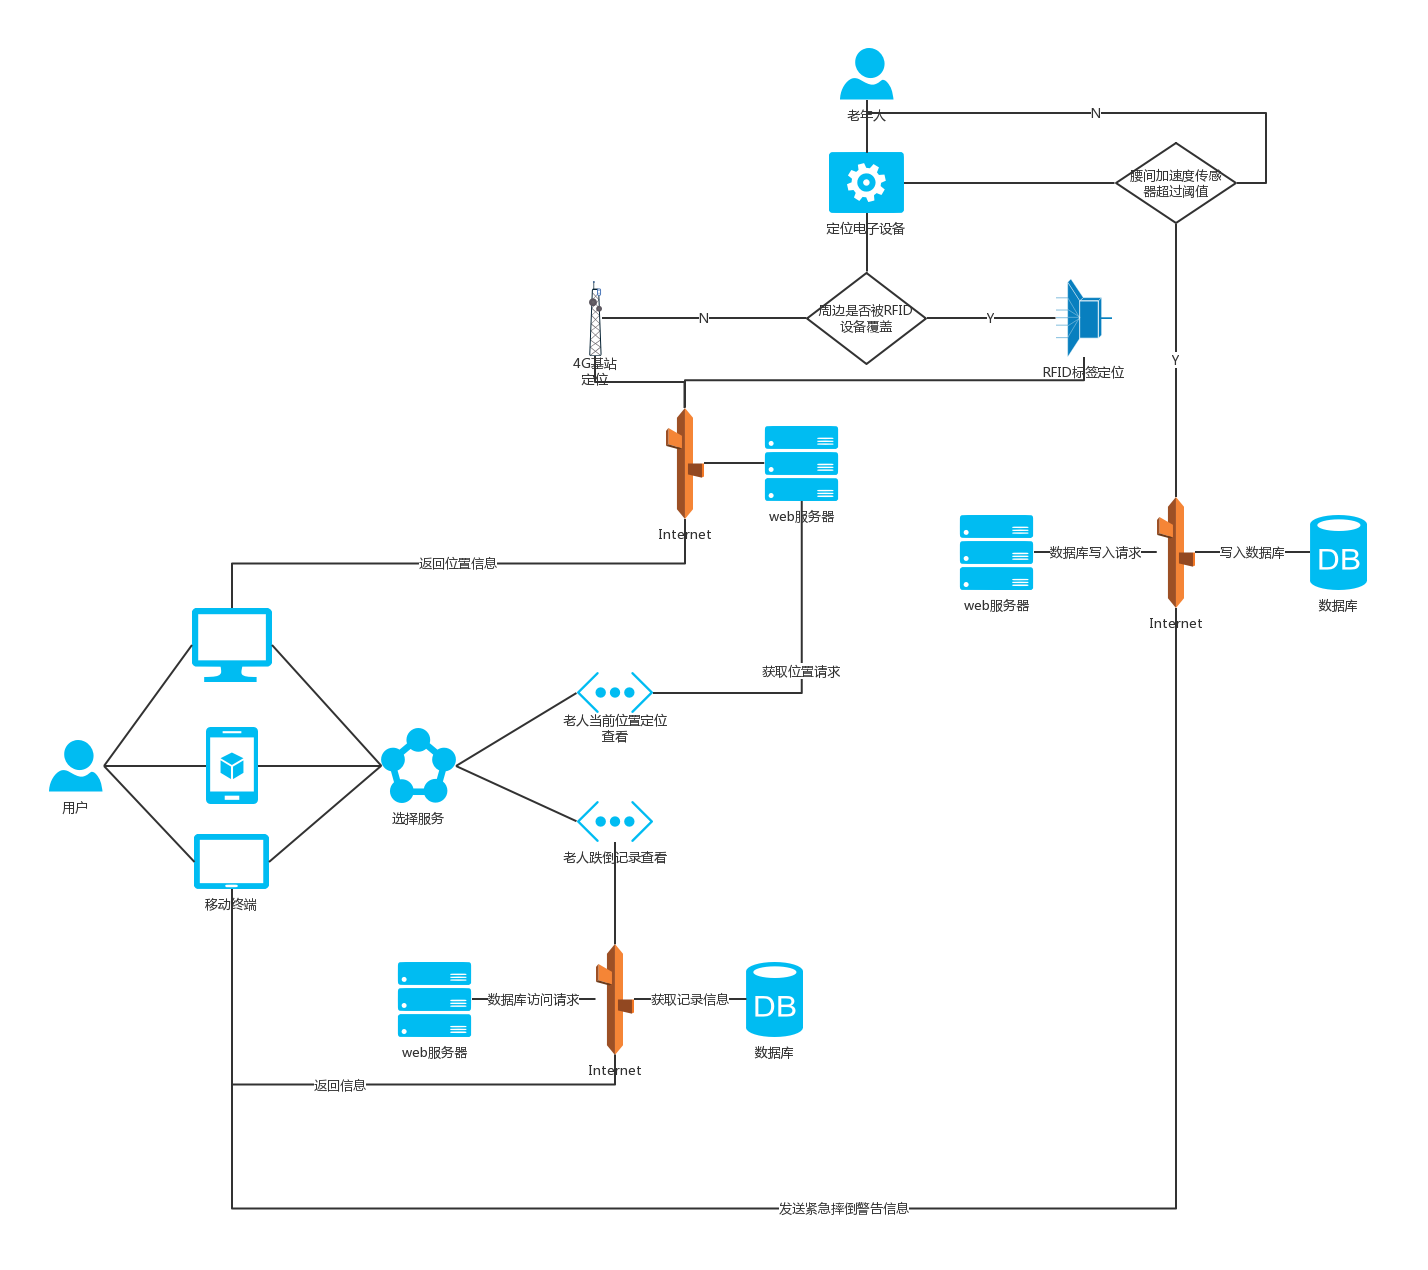 老年人
N
腰间加速度传感
器超过阈值
定位电子设备
周边是否被RFID
设备覆盖
N
Y
4G基站
定位
RFID标签定位
Y
web服务器
Internet
返回位置信息
数据库写入请求
写入数据库
DB
web服务器
数据库
Internet
获取位置请求
老人当前位置定位
查看
用户
选择服务
老人跌倒记录查看
移动终端
数据库访问请求
获取记录信息
DB
web服务器
数据库
Internet
返回信息
发送紧急摔倒警告信息